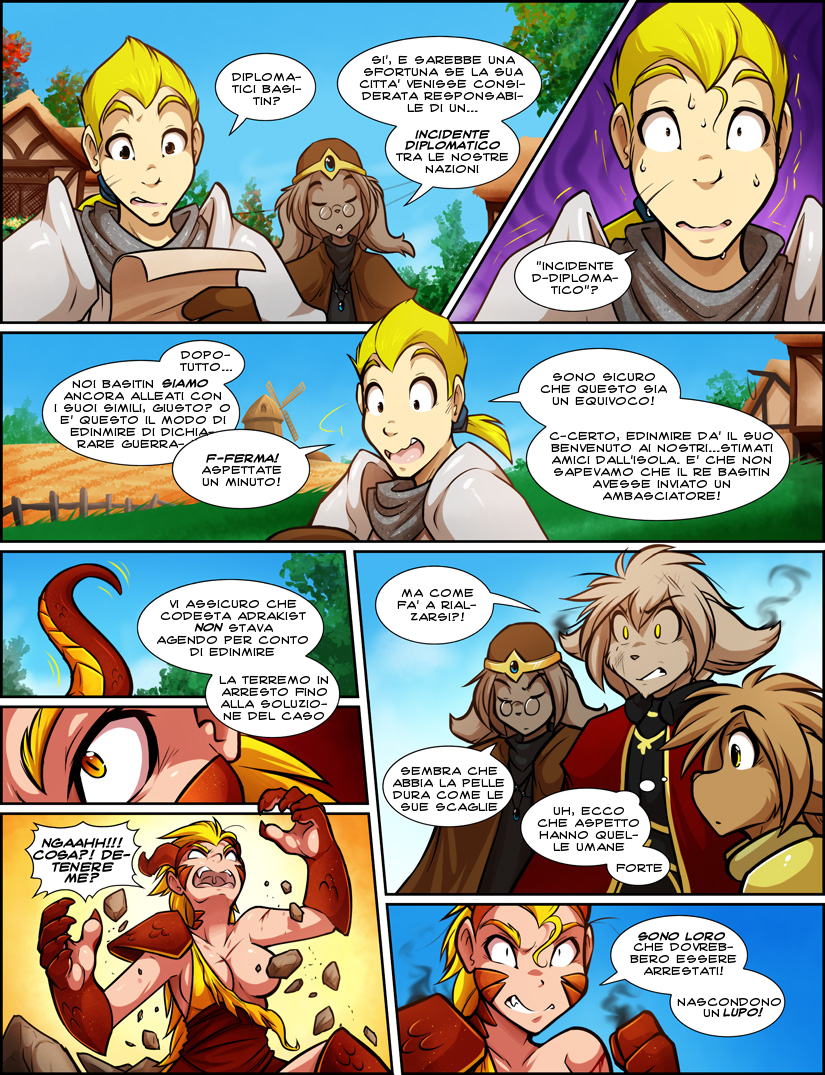 DIPLOMA-
TICI BASI-
TIN?
SI', E SAREBBE UNA
SFORTUNA SE LA SUA
CITTA' VENISSE CONSI-
DERATA RESPONSABI-
LE DI UN...
INCIDENTE
DIPLOMATICO
TRA LE NOSTRE
NAZIONI
"INCIDENTE
D-DIPLOMA-
TICO"?
DOPO-
TUTTO...
NOI BASITIN SIAMO
ANCORA ALLEATI CON
I SUOI SIMILI, GIUSTO? O
E' QUESTO IL MODO DI
EDINMIRE DI DICHIA-
RARE GUERRA-
F-FERMA!
ASPETTATE
UN MINUTO!
SONO SICURO
CHE QUESTO SIA
UN EQUIVOCO!
C-CERTO, EDINMIRE DA' IL SUO
BENVENUTO AI NOSTRI...STIMATI
AMICI DALL'ISOLA. E' CHE NON
SAPEVAMO CHE IL RE BASITIN
AVESSE INVIATO UN
AMBASCIATORE!
VI ASSICURO CHE
CODESTA ADRAKIST
NON STAVA
AGENDO PER CONTO
DI EDINMIRE
LA TERREMO IN
ARRESTO FINO
ALLA SOLUZIO-
NE DEL CASO
MA COME
FA' A RIAL-
ZARSI?!
SEMBRA CHE
ABBIA LA PELLE
DURA COME LE
SUE SCAGLIE
UH, ECCO
CHE ASPETTO
HANNO QUEL-
LE UMANE
FORTE
NGAAHH!!!
COSA?! DE-
TENERE
ME?
SONO LORO
CHE DOVREB-
BERO ESSERE
ARRESTATI!
NASCONDONO
UN LUPO!